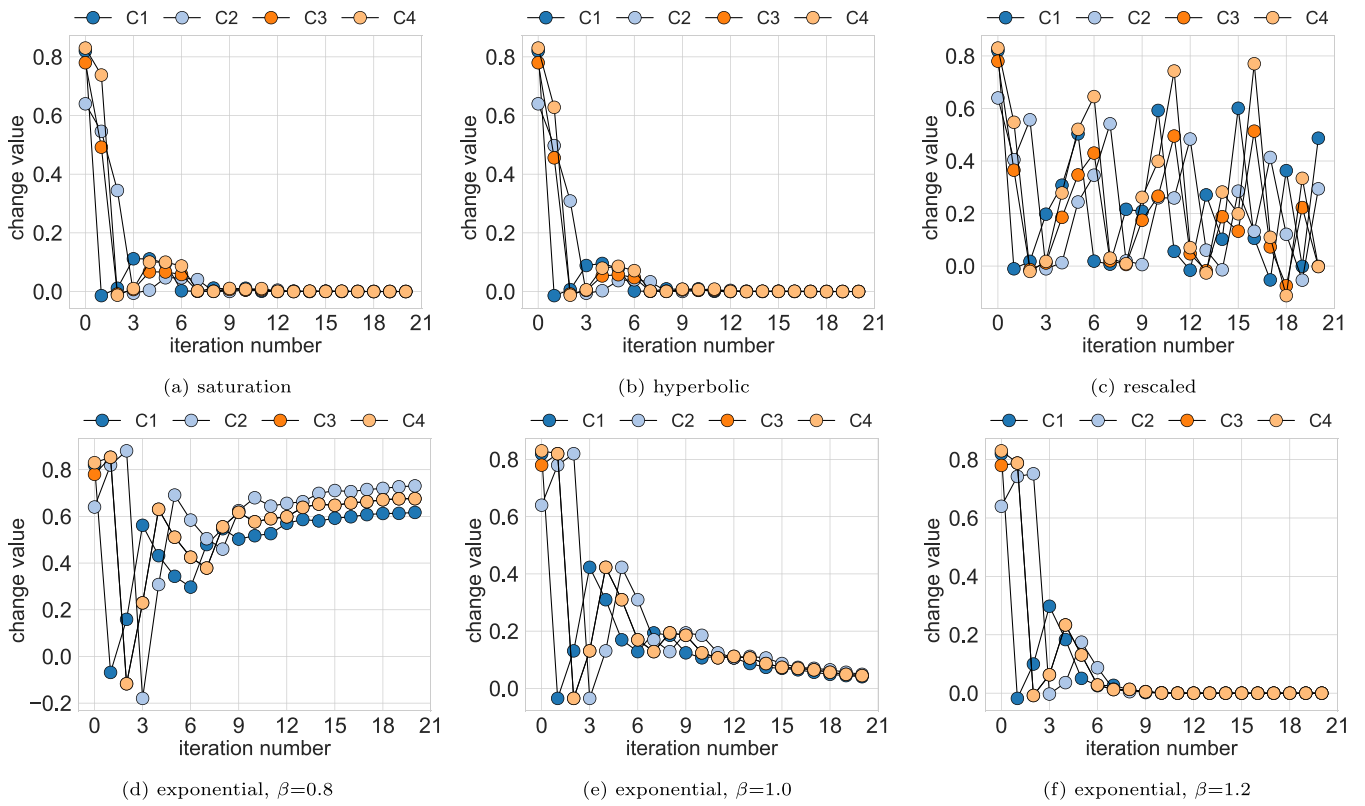 C1 C2 C3 C4
0.8
0.6
0.4
0.2
0.0
change value
0 3 6 9 12 15 18 21
iteration number
(a) saturation
C1 C2 C3 C4
0.8
0.6
0.4
0.2
0.0
change value
0 3 6 9 12 15 18 21
iteration number
(b) hyperbolic
C1 C2 C3 C4
0.8
0.6
0.4
0.2
0.0
change value
0 3 6 9 12 15 18 21
iteration number
(c) rescaled
C1 C2 C3 C4
0.8
0.6
0.4
0.2
0.0
−0.2
change value
0 3 6 9 12 15 18 21
iteration number
(d) exponential, β=0.8
C1 C2 C3 C4
0.8
0.6
0.4
0.2
0.0
change value
0 3 6 9 12 15 18 21
iteration number
(e) exponential, β=1.0
C1 C2 C3 C4
0.8
0.6
0.4
0.2
0.0
change value
0 3 6 9 12 15 18 21
iteration number
(f) exponential, β=1.2